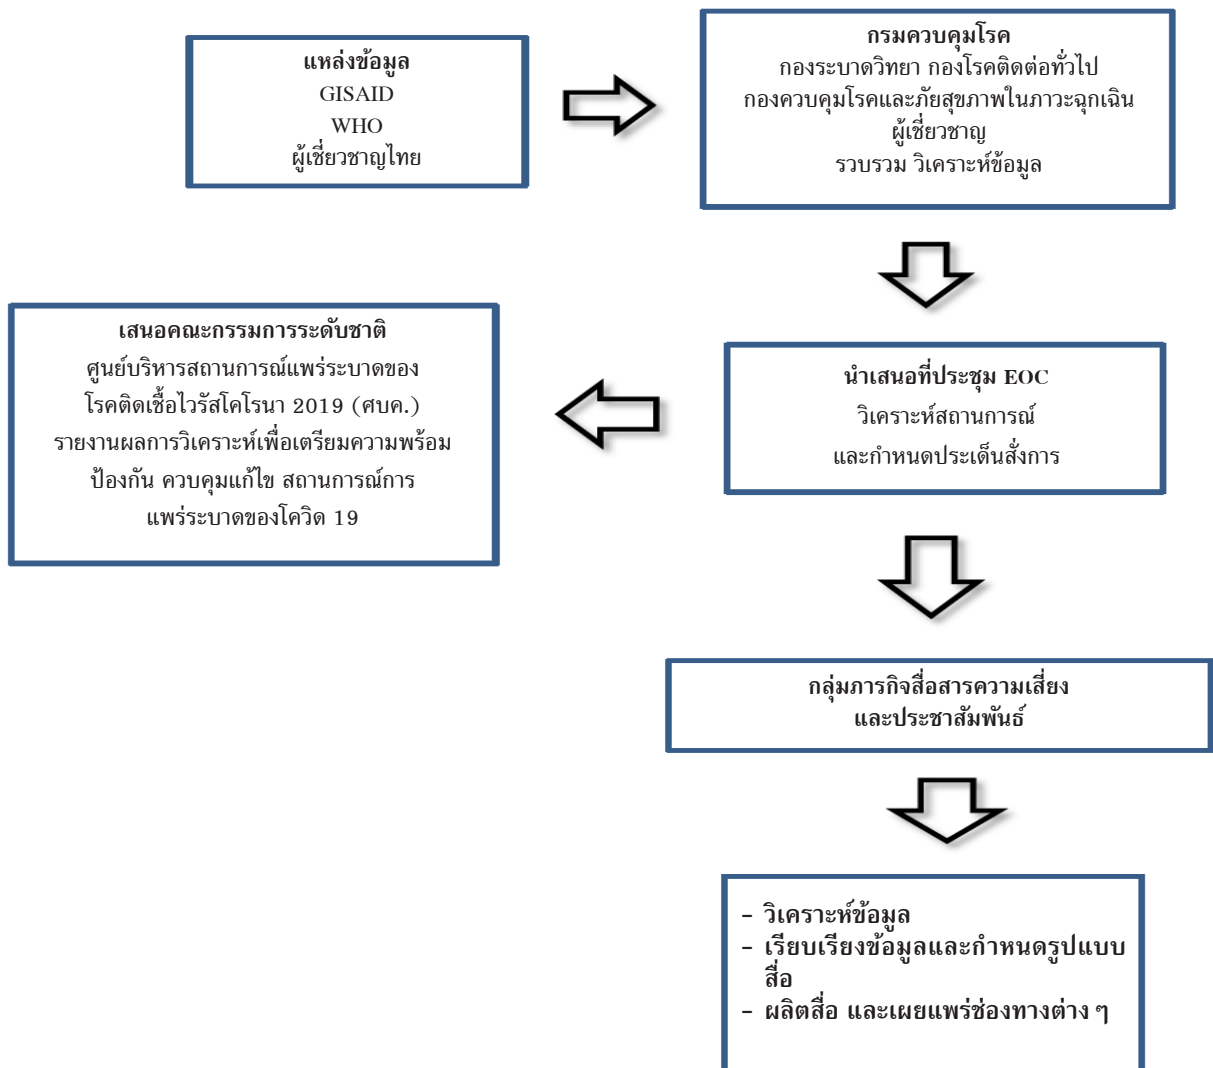 แหล่งข้อมูล
GISAID
WHO
ผู้เชี่ยวชาญไทย
กรมควบคุมโรค
กองระบาดวิทยา กองโรคติดต่อทั่วไป
กองควบคุมโรคและภัยสุขภาพในภาวะฉุกเฉิน
ผู้เชี่ยวชาญ
รวบรวม วิเคราะห์ข้อมูล
นำเสนอที่ประชุม EOC
วิเคราะห์สถานการณ์
และกำหนดประเด็นสั่งการ
เสนอคณะกรรมการระดับชาติ
ศูนย์บริหารสถานการณ์แพร่ระบาดของ
โรคติดเชื้อไวรัสโคโรนา 2019 (ศบค.)
รายงานผลการวิเคราะห์เพื่อเตรียมความพร้อม
ป้องกัน ควบคุมแก้ไข สถานการณ์การ
แพร่ระบาดของโควิด 19
กลุ่มภารกิจสื่อสารความเสี่ยง
และประชาสัมพันธ์
- วิเคราะห์ข้อมูล
- เรียบเรียงข้อมูลและกำหนดรูปแบบ
สื่อ
- ผลิตสื่อ และเผยแพร่ช่องทางต่าง ๆ